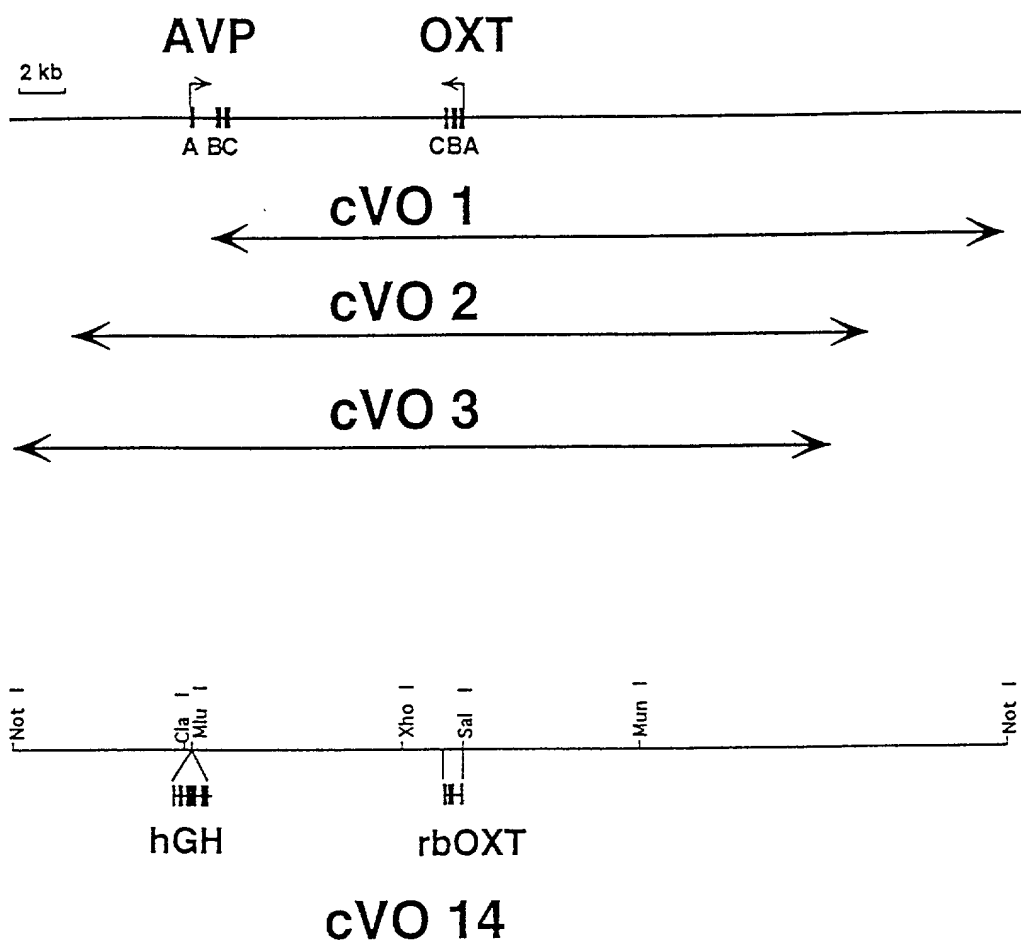 AVP OXT
2 kb
A BC CBA
cVO 1
cVO 2
cVO 3
Not I Cla I Mlu I Xho I Sal I Mun I Not I
hGH rbOXT
cVO 14